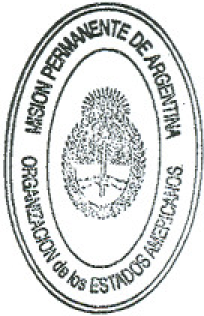 MISION PERMANENTE DE ARGENTINA
ORGANIZACION de los ESTADOS AMERICANOS